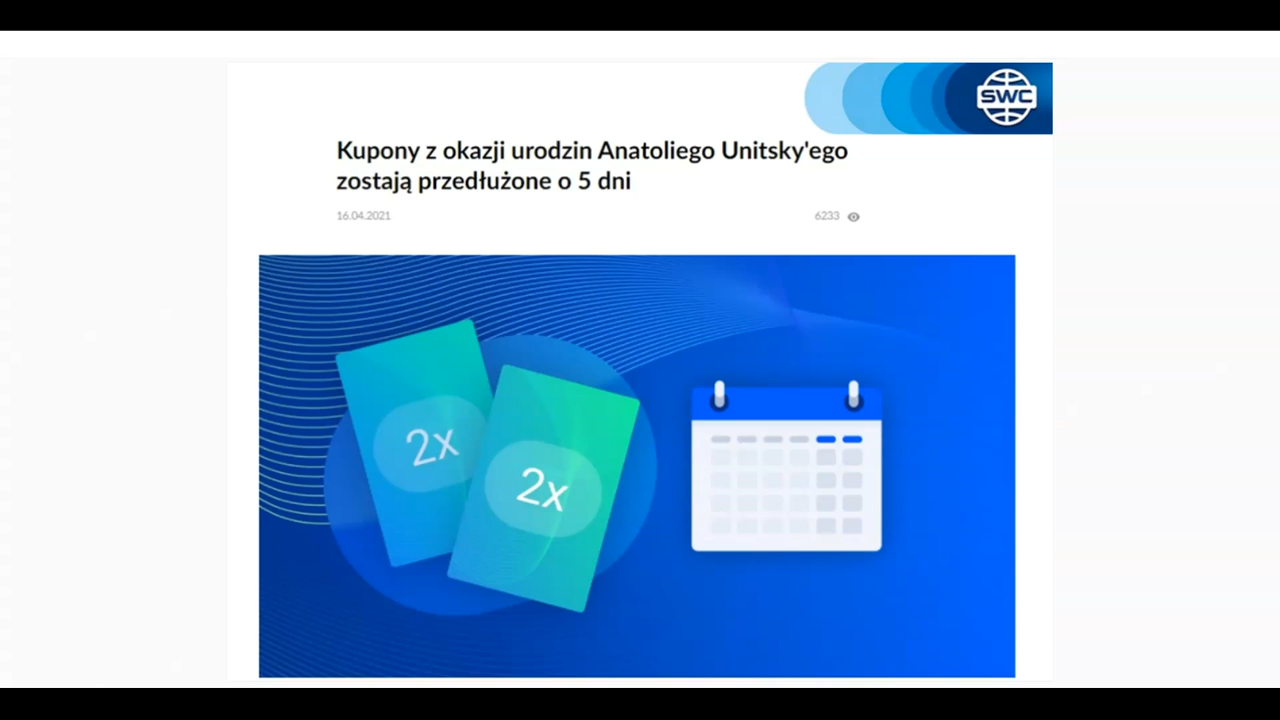 SWC
Kupony z okazji urodzin Anatoliego Unitsky'ego
zostają przedłużone o 5 dni
16.04.2021
6233
2x
2x